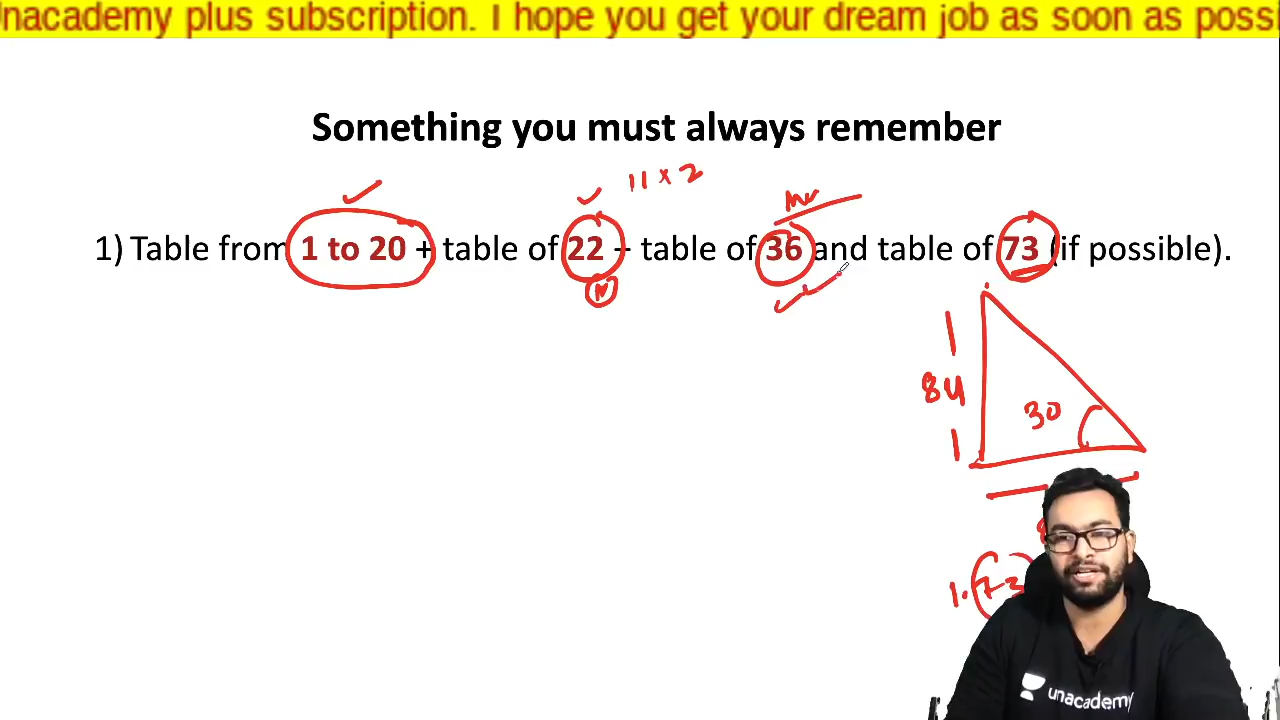 nacademy plus subscription. I hope you get your dream job as soon as poss
Something you must always remember
11 x 2
1) Table from 1 to 20 + table of 22 + table of 36 and table of 73 (if possible).
84
30
1.73
unacademy